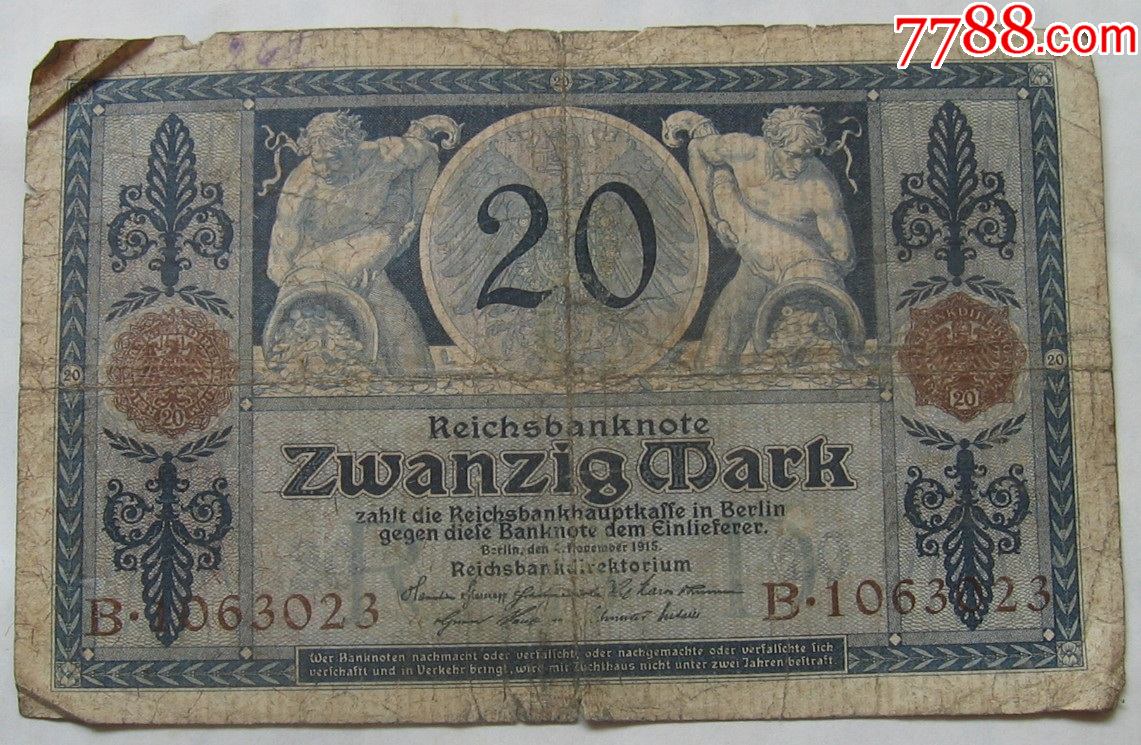 7788.com
20
20
20
20
20
20
Reichsbanknote
Zwanzig Mark
zahlt die Reichsbankhauptkasse in Berlin
gegen diese Banknote dem Einlieferer.
Berlin, den 4. November 1915.
Reichsbankdirektorium
B·1063023
B·1063023
Wer Banknoten nachmacht oder verfälscht, oder nachgemachte oder verfälschte sich
verschafft und in Verkehr bringt, wird mit Zuchthaus nicht unter zwei Jahren bestraft.